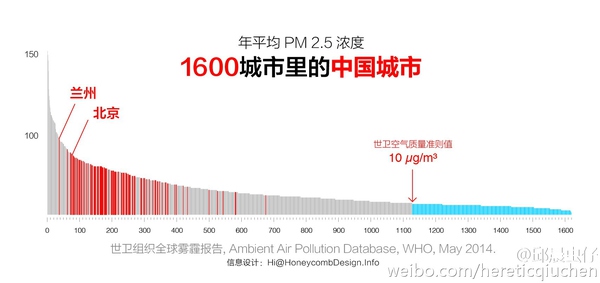 年平均 PM 2.5 浓度
1600城市里的中国城市
150
兰州
北京
100
世卫空气质量准则值
10 μg/m³
0 100 200 300 400 500 600 700 800 900 1000 1100 1200 1300 1400 1500 1600
世卫组织全球雾霾报告, Ambient Air Pollution Database, WHO, May 2014.
信息设计：Hi@HoneycombDesign.Info
weibo.com/hereticqiuchen